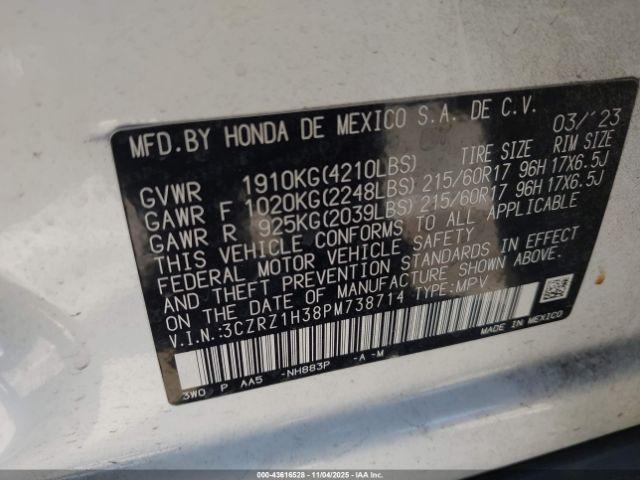 MFD.BY HONDA DE MEXICO S.A. DE C.V. 03/'23
TIRE SIZE RIM SIZE
GVWR 1910KG(4210LBS)
GAWR F 1020KG(2248LBS) 215/60R17 96H 17X6.5J
GAWR R 925KG(2039LBS) 215/60R17 96H 17X6.5J
THIS VEHICLE CONFORMS TO ALL APPLICABLE
FEDERAL MOTOR VEHICLE SAFETY
AND THEFT PREVENTION STANDARDS IN EFFECT
ON THE DATE OF MANUFACTURE SHOWN ABOVE.
V.I.N.:3CZRZ1H38PM738714 TYPE:MPV
MADE IN MEXICO
3WO P AA5 -NH883P -A -M
000-43616528 - 11/04/2025 - IAAI.COM